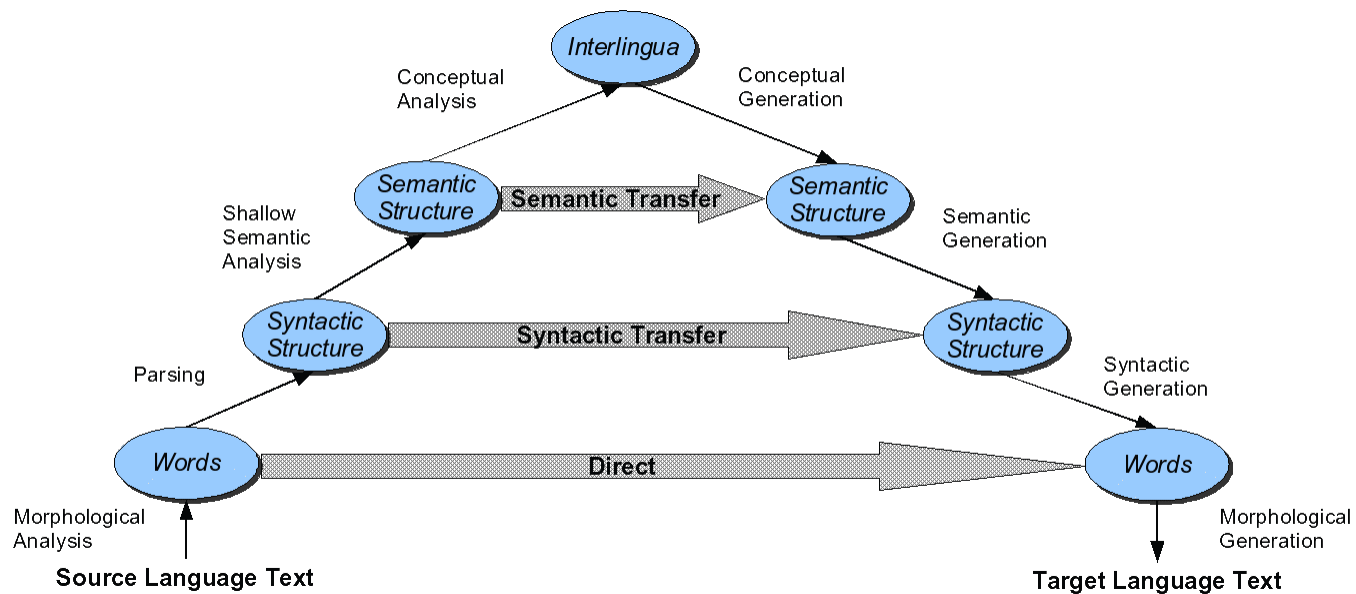 Interlingua
Conceptual
Analysis
Conceptual
Generation
Semantic
Structure
Semantic Transfer
Semantic
Structure
Shallow
Semantic
Analysis
Semantic
Generation
Syntactic
Structure
Syntactic Transfer
Syntactic
Structure
Parsing
Syntactic
Generation
Words
Direct
Words
Morphological
Analysis
Morphological
Generation
Source Language Text
Target Language Text